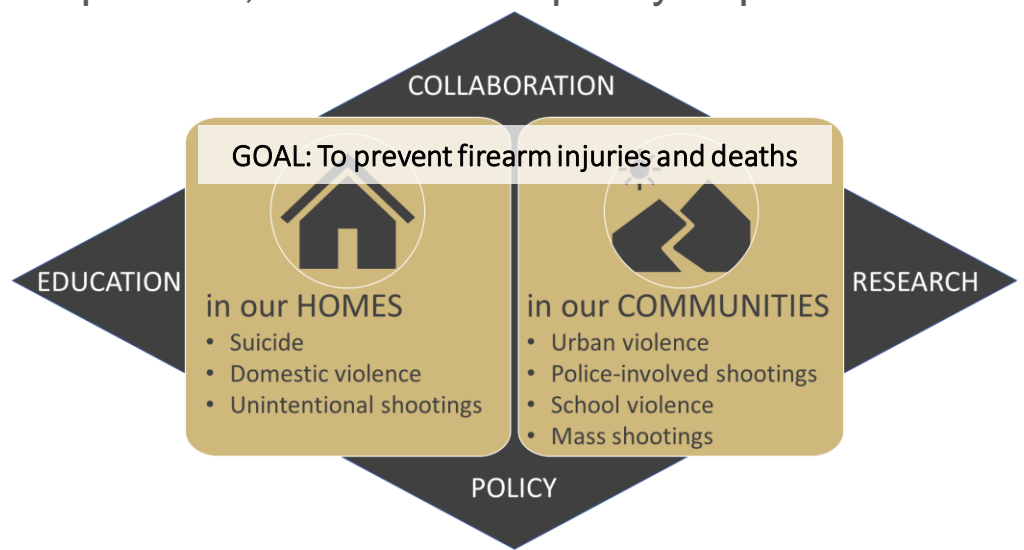 COLLABORATION
GOAL: To prevent firearm injuries and deaths
EDUCATION
RESEARCH
in our HOMES
• Suicide
• Domestic violence
• Unintentional shootings
in our COMMUNITIES
• Urban violence
• Police-involved shootings
• School violence
• Mass shootings
POLICY